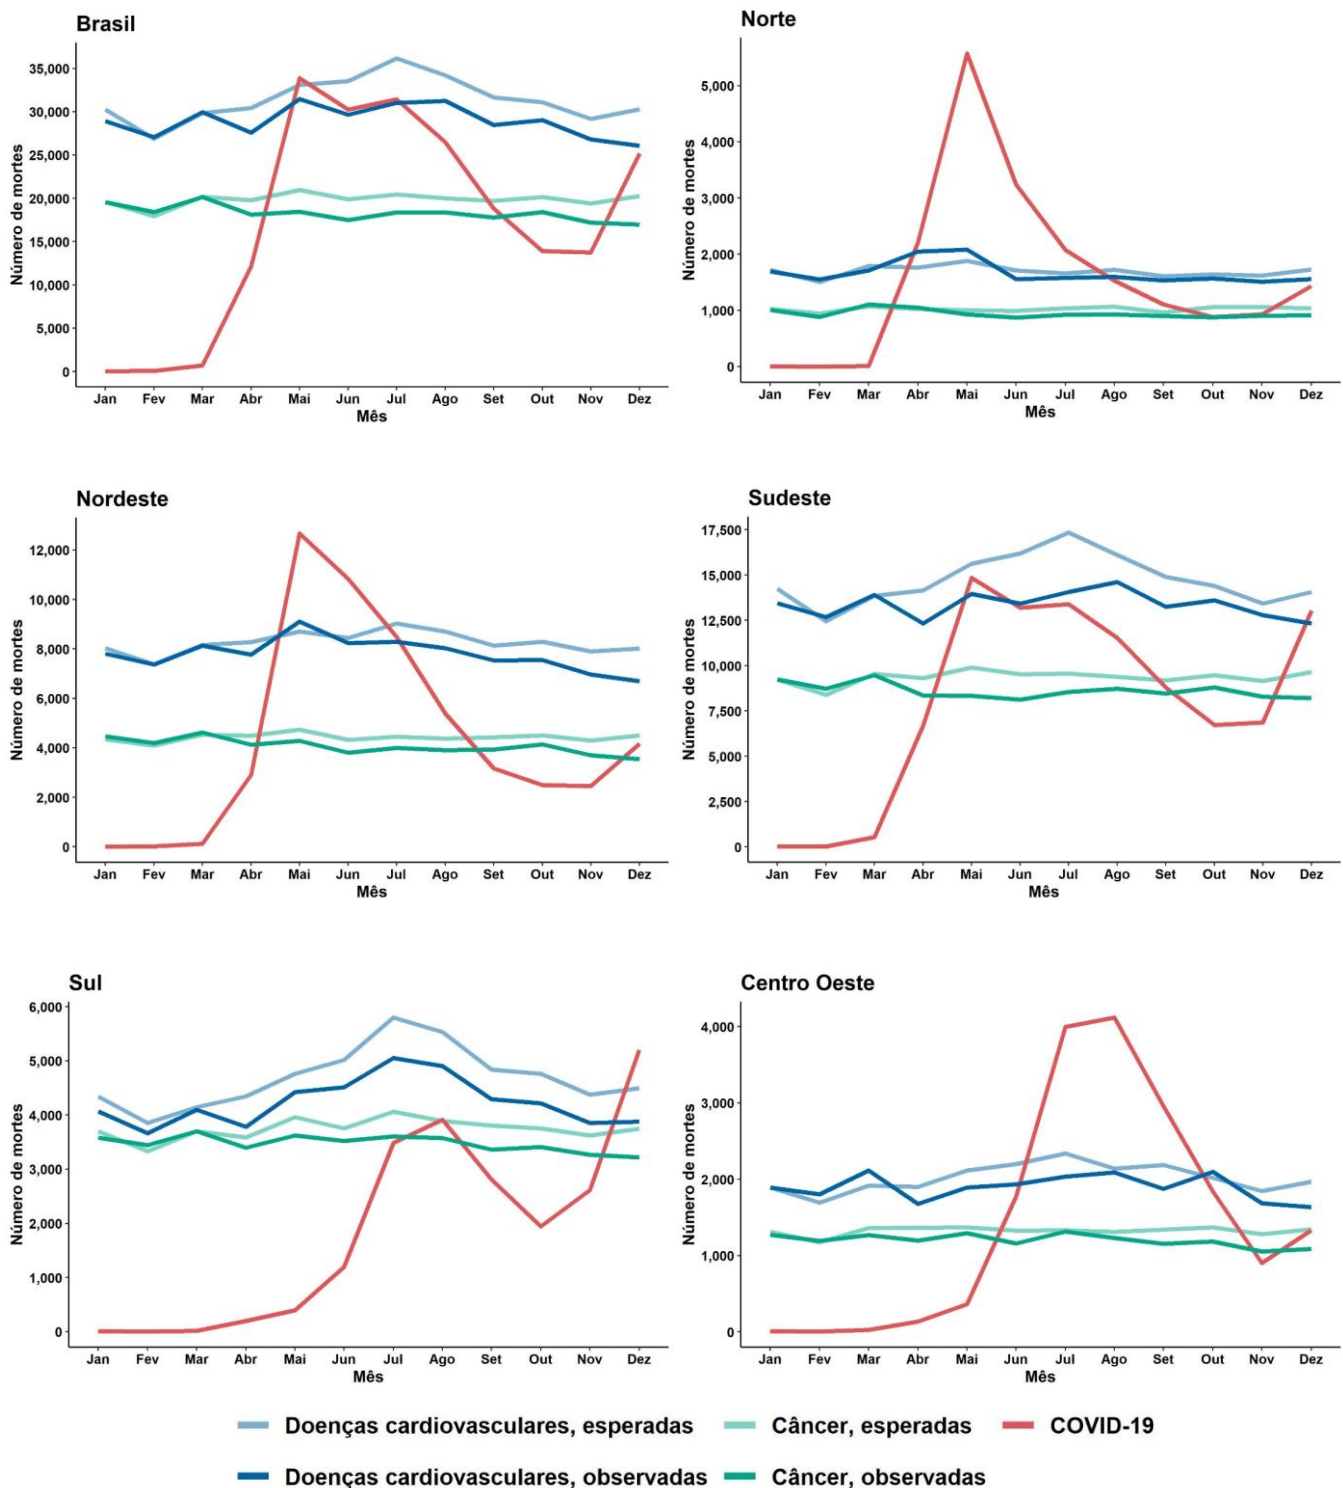 Brasil
Número de mortes
35,000
30,000
25,000
20,000
15,000
10,000
5,000
0
Jan Fev Mar Abr Mai Jun Jul Ago Set Out Nov Dez
Mês
Norte
Número de mortes
5,000
4,000
3,000
2,000
1,000
0
Jan Fev Mar Abr Mai Jun Jul Ago Set Out Nov Dez
Mês
Nordeste
Número de mortes
12,000
10,000
8,000
6,000
4,000
2,000
0
Jan Fev Mar Abr Mai Jun Jul Ago Set Out Nov Dez
Mês
Sudeste
Número de mortes
17,500
15,000
12,500
10,000
7,500
5,000
2,500
0
Jan Fev Mar Abr Mai Jun Jul Ago Set Out Nov Dez
Mês
Sul
Número de mortes
6,000
5,000
4,000
3,000
2,000
1,000
0
Jan Fev Mar Abr Mai Jun Jul Ago Set Out Nov Dez
Mês
Centro Oeste
Número de mortes
4,000
3,000
2,000
1,000
0
Jan Fev Mar Abr Mai Jun Jul Ago Set Out Nov Dez
Mês
Doenças cardiovasculares, esperadas Câncer, esperadas COVID-19
Doenças cardiovasculares, observadas Câncer, observadas